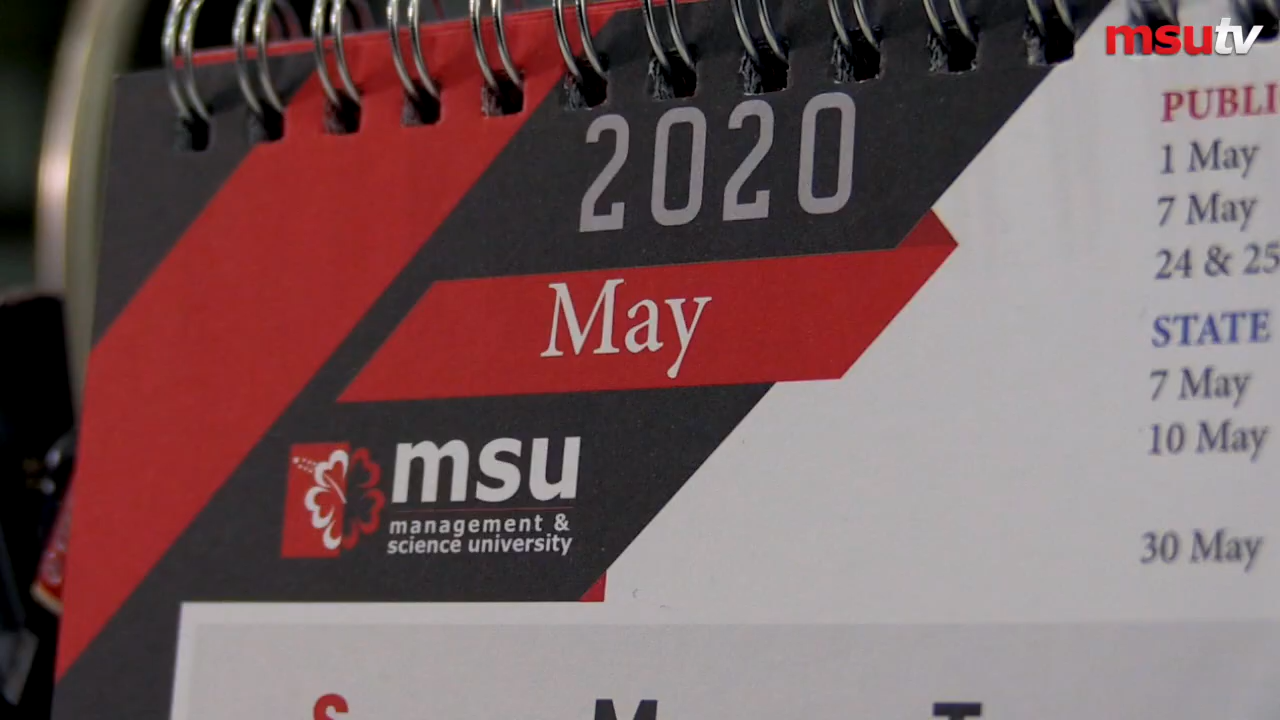 msutv
2020
May
msu
management &
science university
PUBLI
1 May
7 May
24 & 25
STATE
7 May
10 May
30 May
S M T